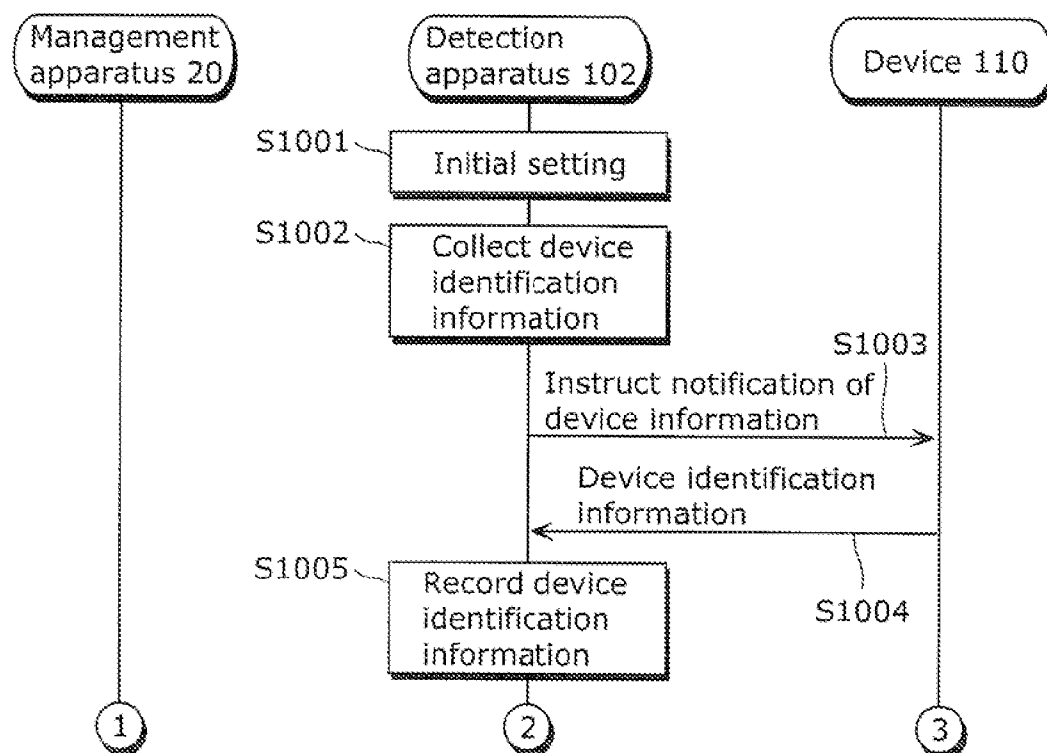 Management
apparatus 20
Detection
apparatus 102
Device 110
S1001
Initial setting
S1002
Collect device
identification
information
S1003
Instruct notification of
device information
Device identification
information
S1004
S1005
Record device
identification
information
1
2
3